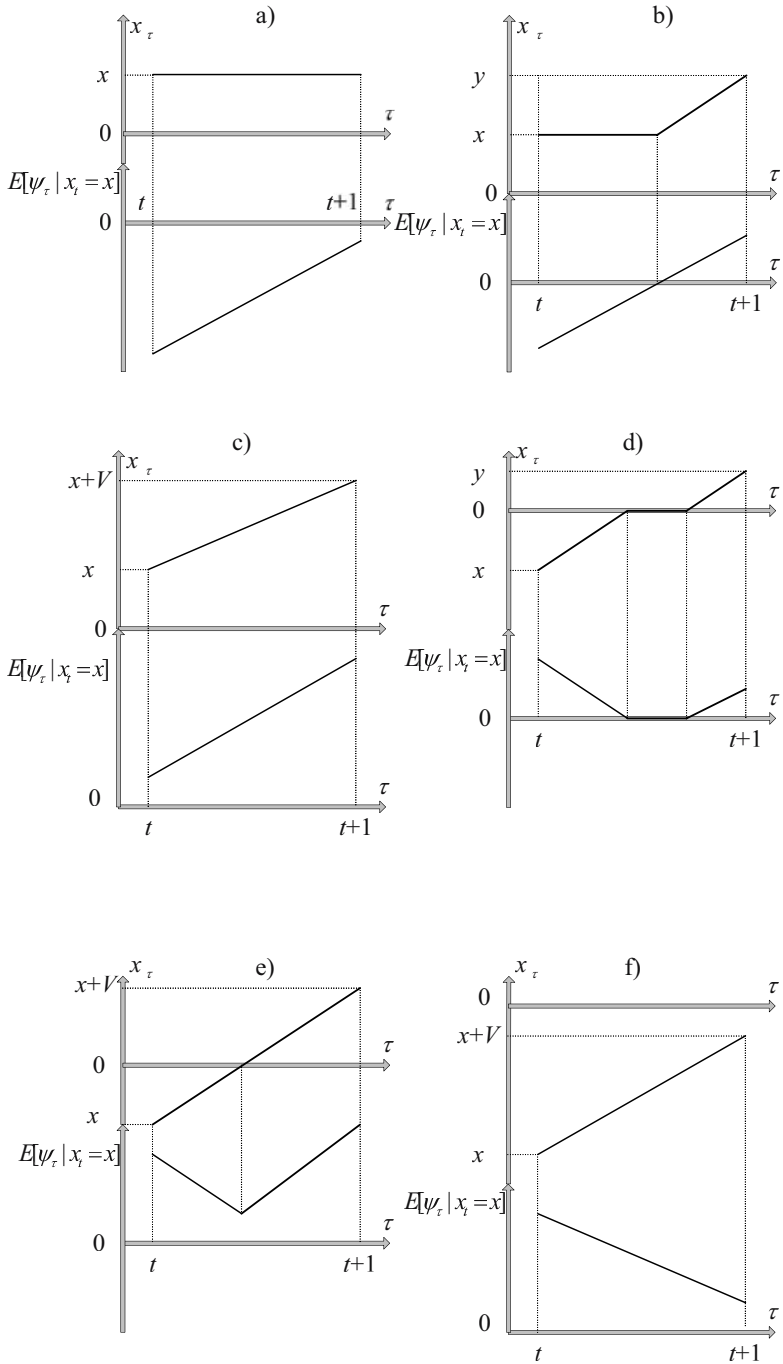 a)
x_τ
x
0
τ
E[ψ_τ | x_t = x]
t
t+1
τ
0
b)
x_τ
y
x
0
τ
E[ψ_τ | x_t = x]
0
τ
t
t+1
c)
x_τ
x+V
x
0
τ
E[ψ_τ | x_t = x]
0
τ
t
t+1
d)
x_τ
y
0
τ
x
E[ψ_τ | x_t = x]
0
τ
t
t+1
e)
x_τ
x+V
0
τ
x
E[ψ_τ | x_t = x]
0
τ
t
t+1
f)
x_τ
0
τ
x+V
x
E[ψ_τ | x_t = x]
0
τ
t
t+1